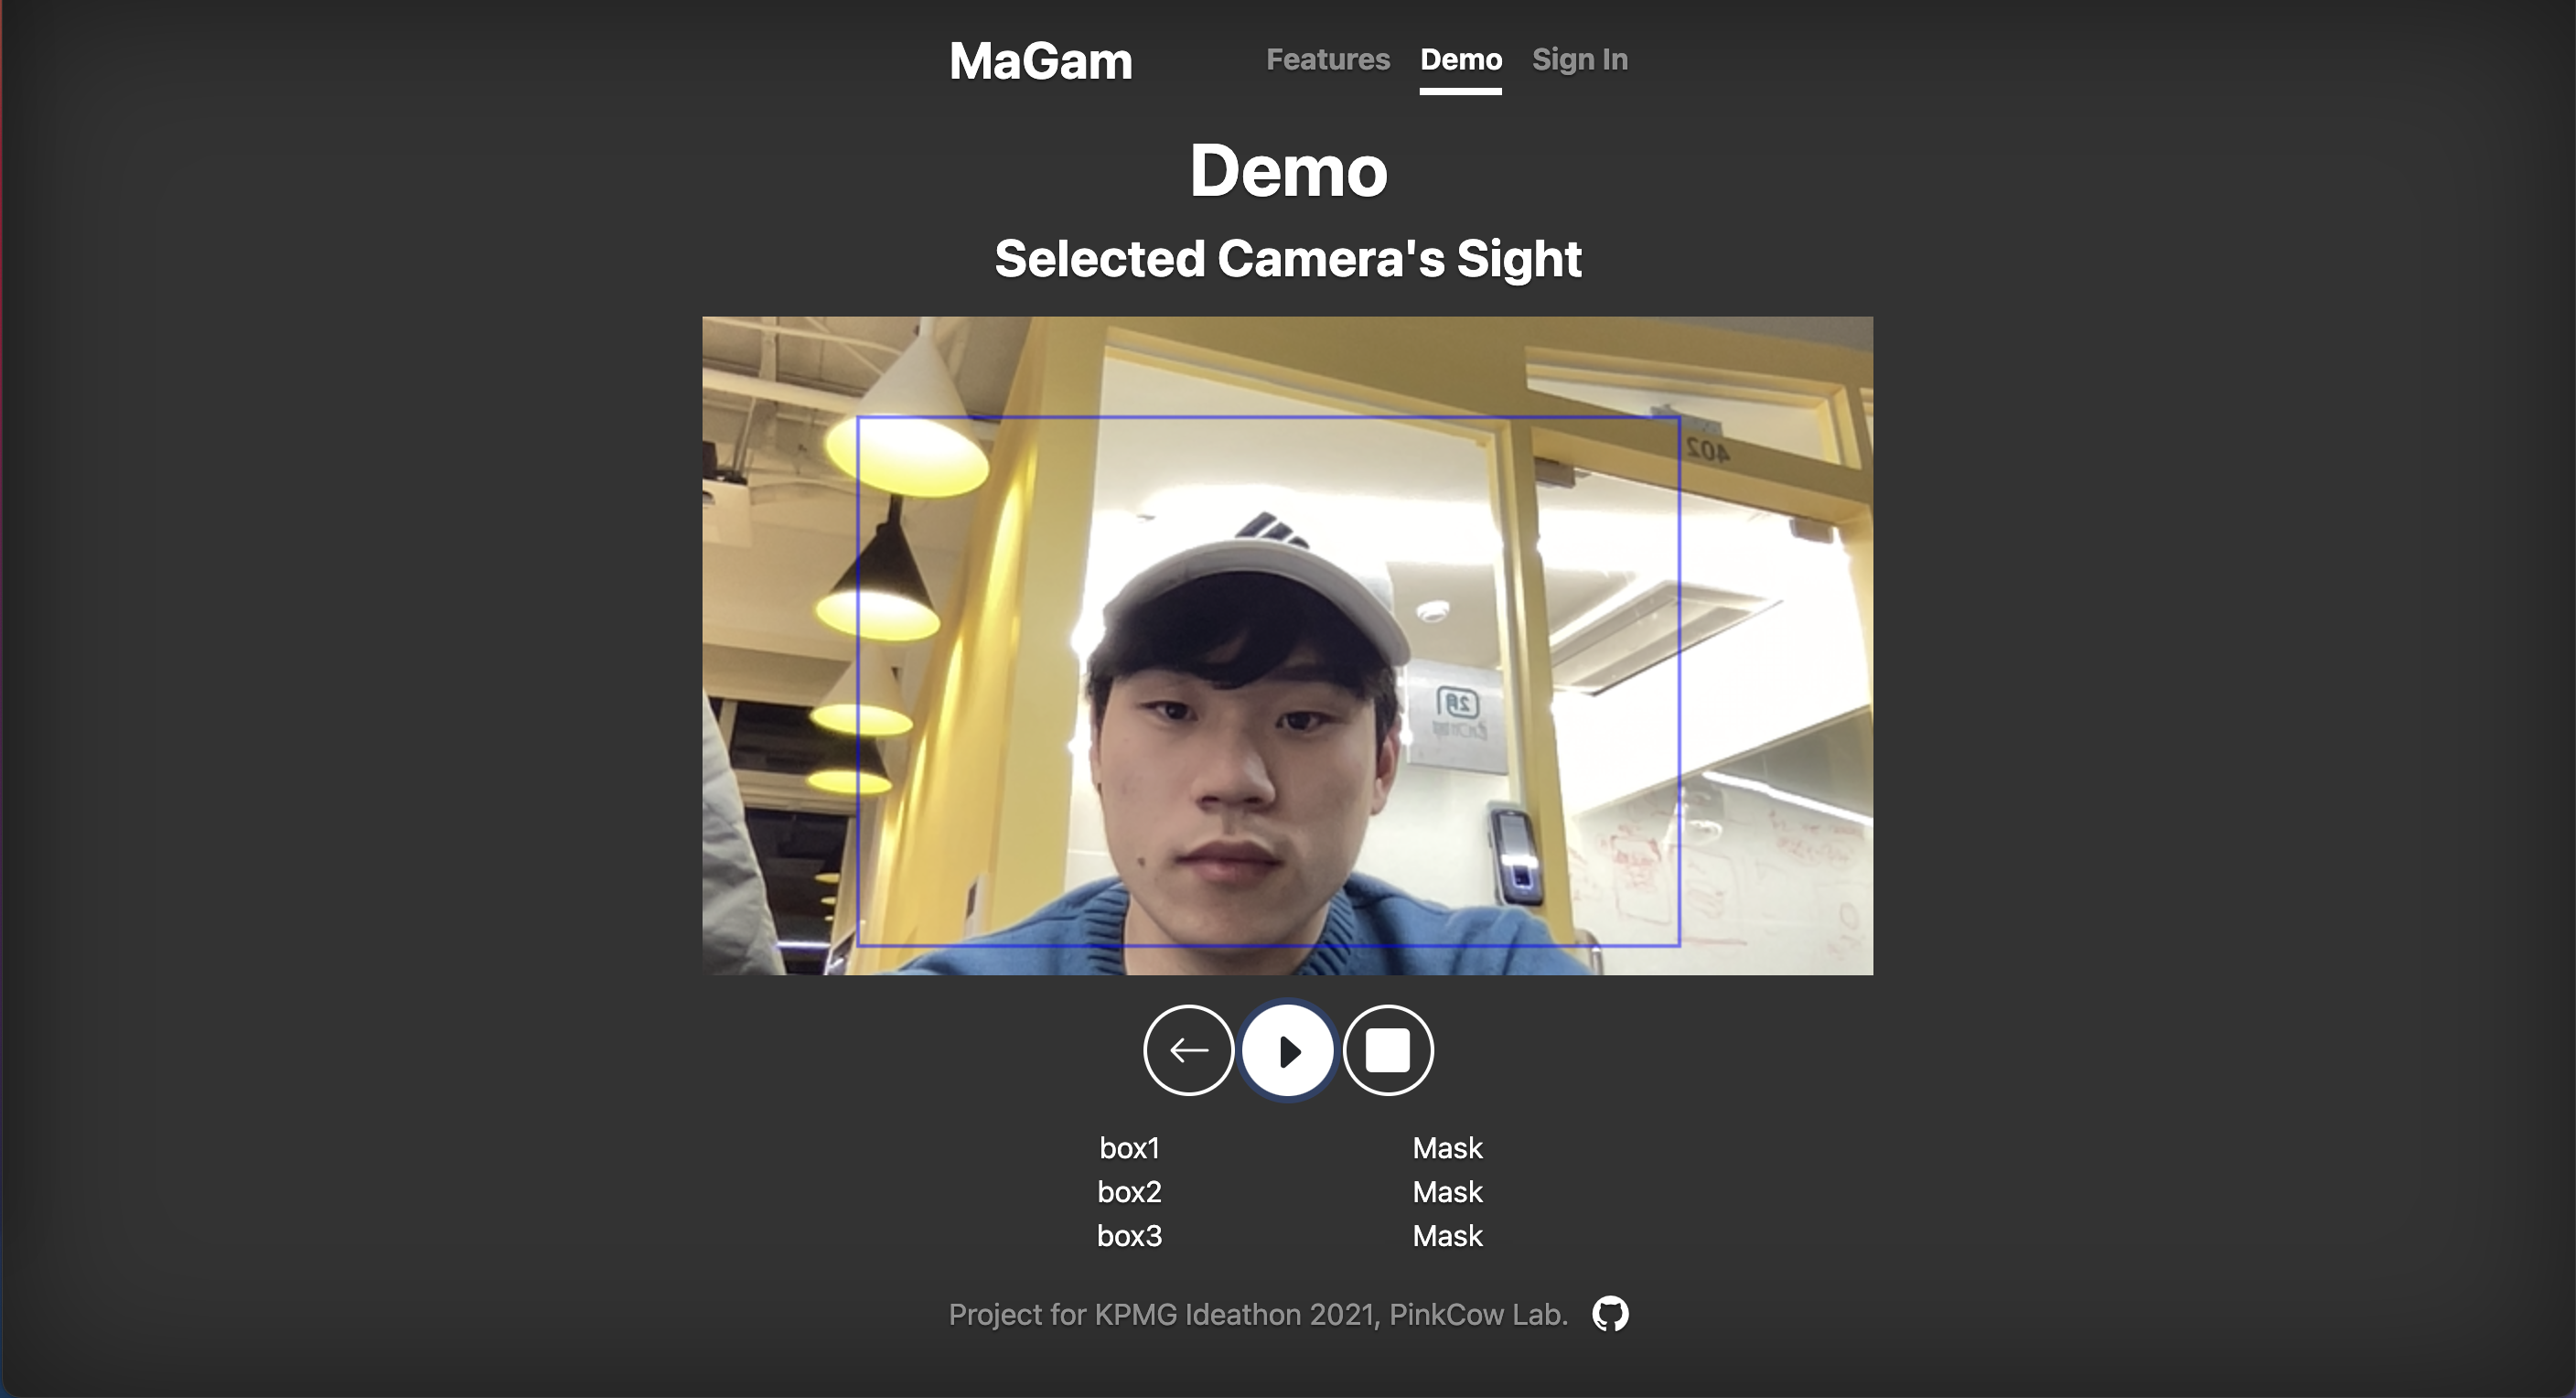 MaGam Features Demo Sign In
Demo
Selected Camera's Sight
402
box1 Mask
box2 Mask
box3 Mask
Project for KPMG Ideathon 2021, PinkCow Lab.